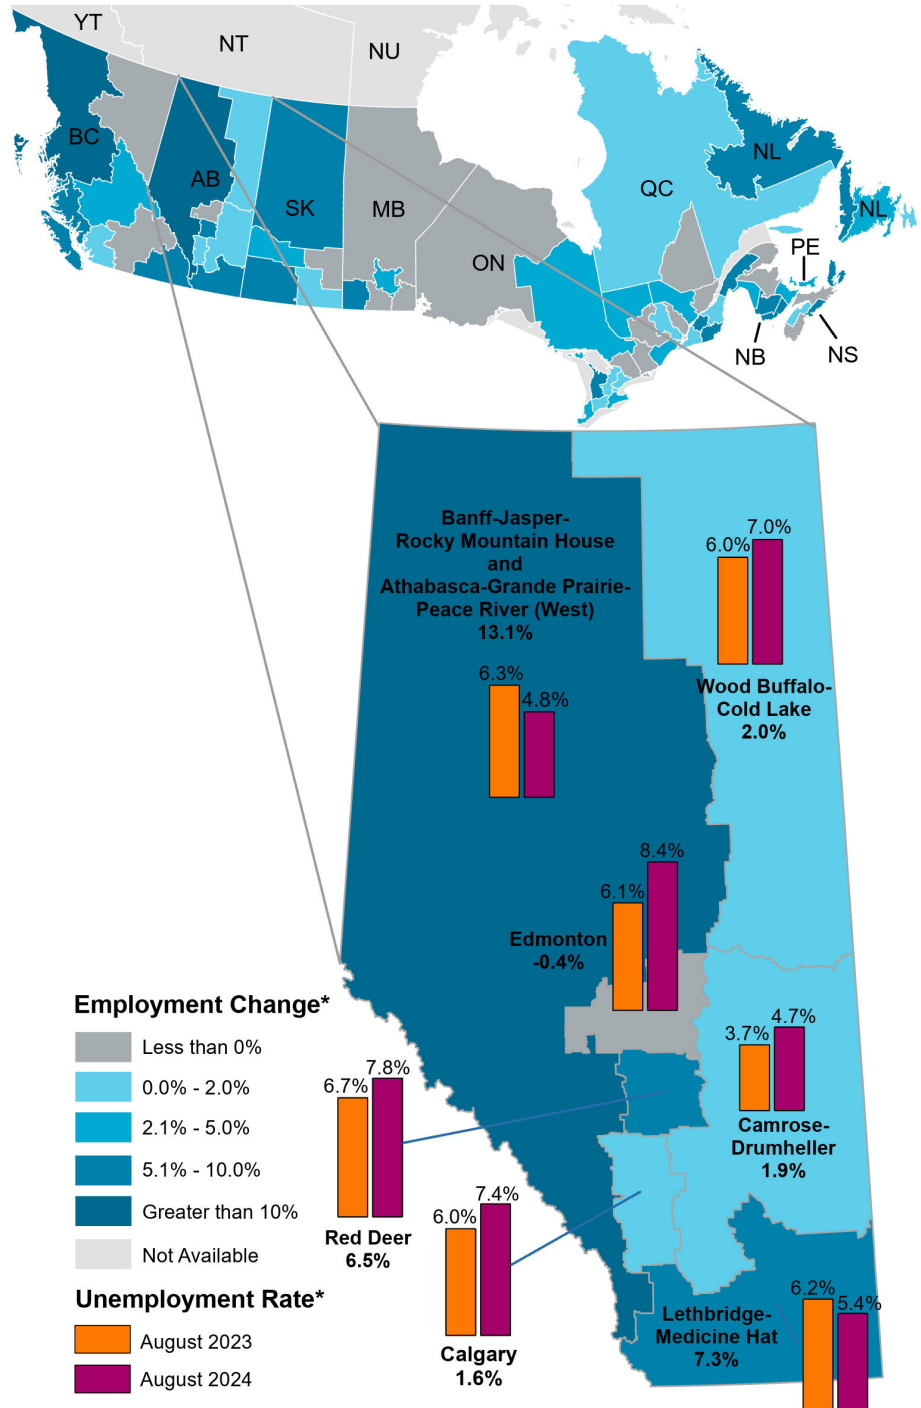 YT
NT
NU
BC
AB
SK
MB
ON
QC
NL
NL
PE
NB
NS
Banff-Jasper-
Rocky Mountain House
and
Athabasca-Grande Prairie-
Peace River (West)
13.1%
6.3%
4.8%
6.0%
7.0%
Wood Buffalo-
Cold Lake
2.0%
6.1%
8.4%
Edmonton
-0.4%
3.7%
4.7%
Camrose-
Drumheller
1.9%
6.7%
7.8%
Red Deer
6.5%
6.0%
7.4%
Calgary
1.6%
6.2%
5.4%
Lethbridge-
Medicine Hat
7.3%
Employment Change*
Less than 0%
0.0% - 2.0%
2.1% - 5.0%
5.1% - 10.0%
Greater than 10%
Not Available
Unemployment Rate*
August 2023
August 2024